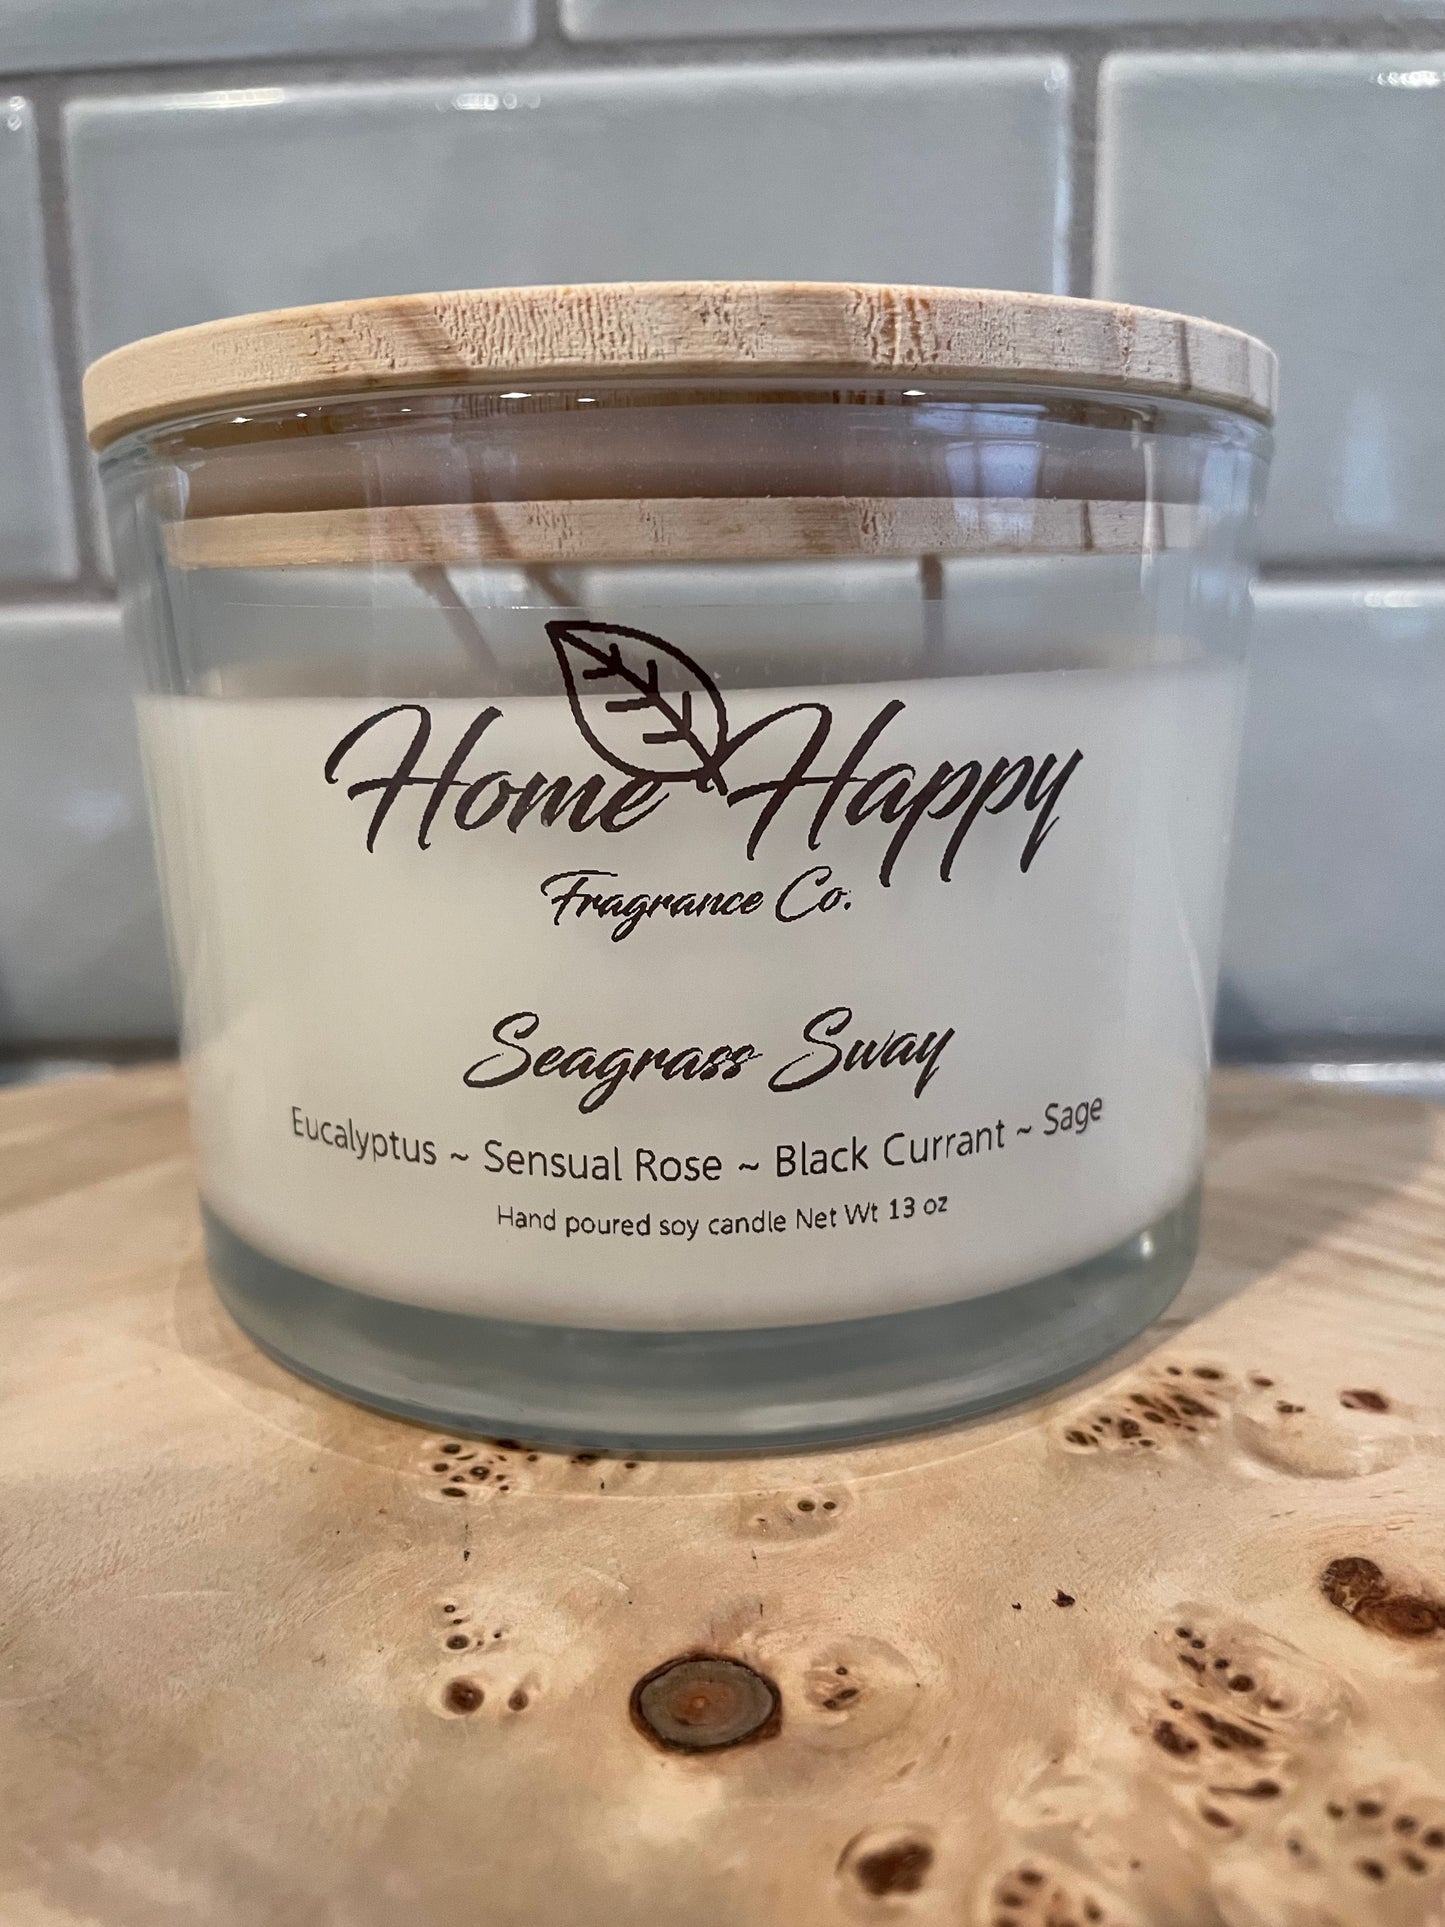 Home Happy
Fragrance Co.
Seagrass Sway
Eucalyptus ~ Sensual Rose ~ Black Currant ~ Sage
Hand poured soy candle Net Wt 13 oz